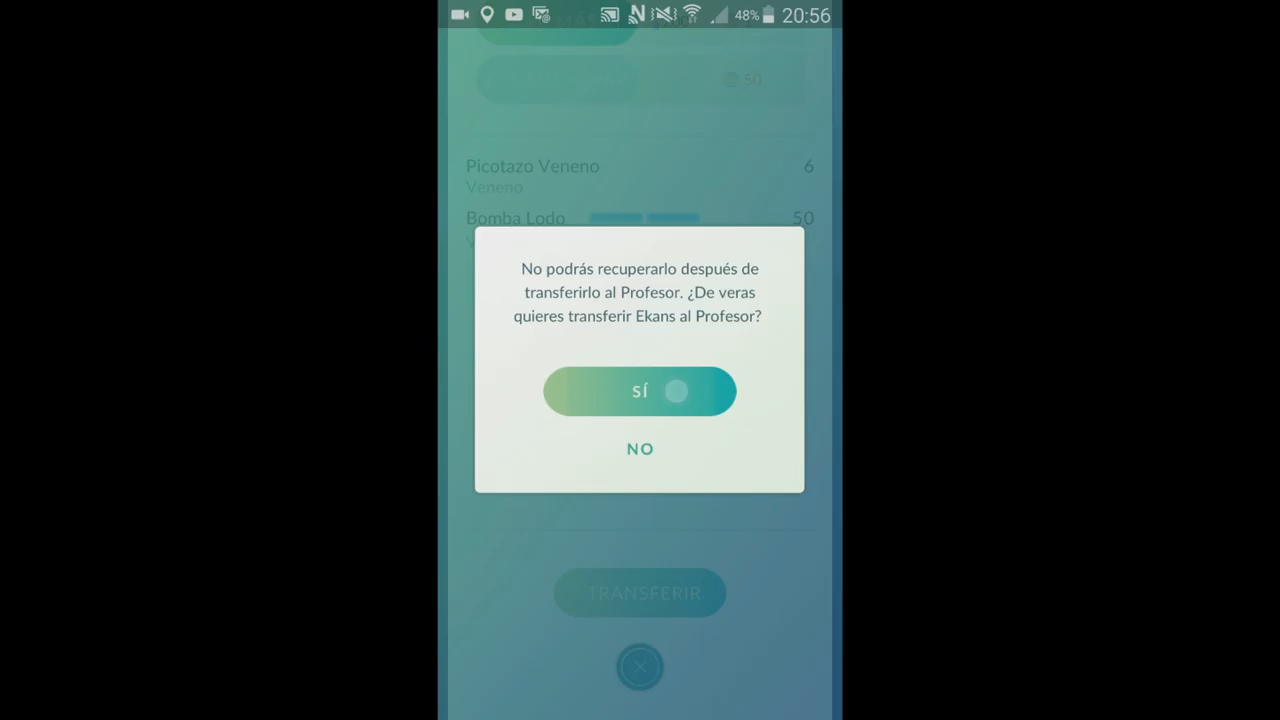 48% 20:56
50
Picotazo Veneno 6
Veneno
Bomba Lodo 50
No podrás recuperarlo después de
transferirlo al Profesor. ¿De veras
quieres transferir Ekans al Profesor?
SÍ
NO
TRANSFERIR